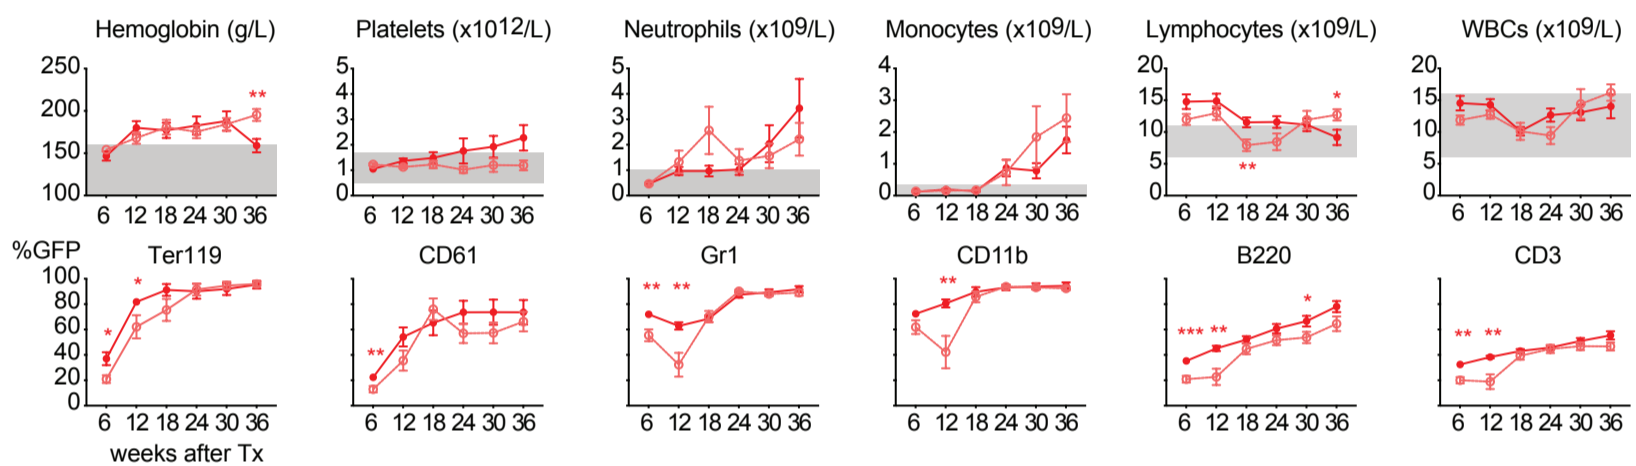 Hemoglobin (g/L) Platelets (x10¹²/L) Neutrophils (x10⁹/L) Monocytes (x10⁹/L) Lymphocytes (x10⁹/L) WBCs (x10⁹/L)
250 5 5 4 20 20
200 4 4 3 15 15
** *
3 3
150 2 2 2 10 10
1 1 1 5 5
**
100 0 0 0 0 0
6 12 18 24 30 36 6 12 18 24 30 36 6 12 18 24 30 36 6 12 18 24 30 36 6 12 18 24 30 36 6 12 18 24 30 36
%GFP Ter119 CD61 Gr1 CD11b B220 CD3
100
* ** ** ** *
80
60
* ** *** ** ** **
40
20
0
6 12 18 24 30 36 6 12 18 24 30 36 6 12 18 24 30 36 6 12 18 24 30 36 6 12 18 24 30 36 6 12 18 24 30 36
weeks after Tx